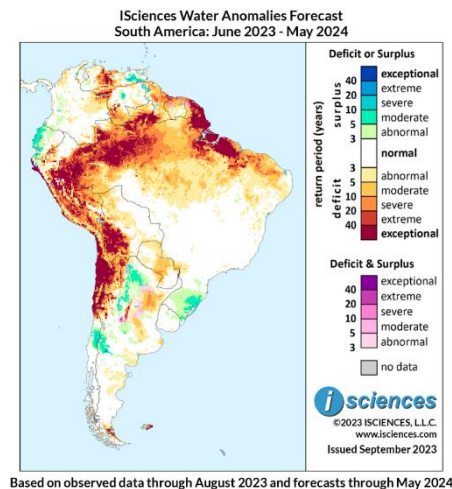 ISciences Water Anomalies Forecast
South America: June 2023 - May 2024
Deficit or Surplus
exceptional
40
extreme
20
severe
10
moderate
5
abnormal
3
normal
3
abnormal
5
moderate
10
severe
20
extreme
40
exceptional
return period (years)
surplus
deficit
Deficit & Surplus
exceptional
40
extreme
20
severe
10
moderate
5
abnormal
3
no data
i sciences
©2023 ISCIENCES, L.L.C.
www.isciences.com
Issued September 2023
Based on observed data through August 2023 and forecasts through May 2024